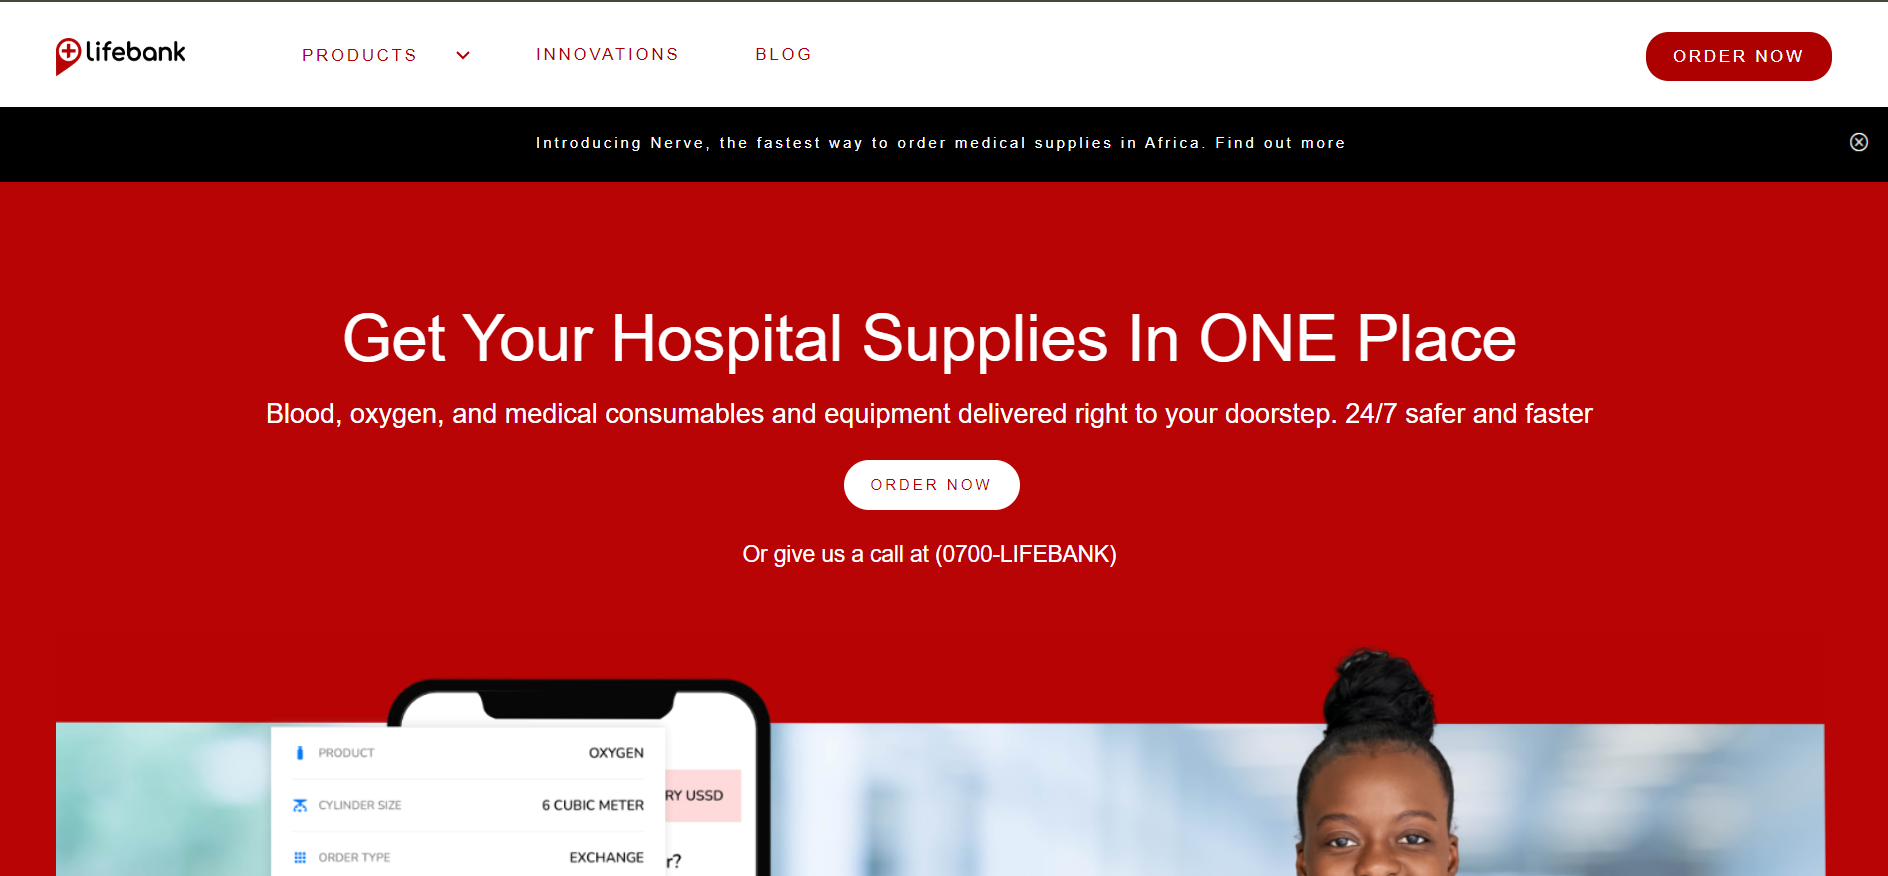 lifebank
PRODUCTS
INNOVATIONS
BLOG
ORDER NOW
Introducing Nerve, the fastest way to order medical supplies in Africa. Find out more
Get Your Hospital Supplies In ONE Place
Blood, oxygen, and medical consumables and equipment delivered right to your doorstep. 24/7 safer and faster
ORDER NOW
Or give us a call at (0700-LIFEBANK)
PRODUCT OXYGEN
CYLINDER SIZE 6 CUBIC METER
RY USSD
ORDER TYPE EXCHANGE
r?